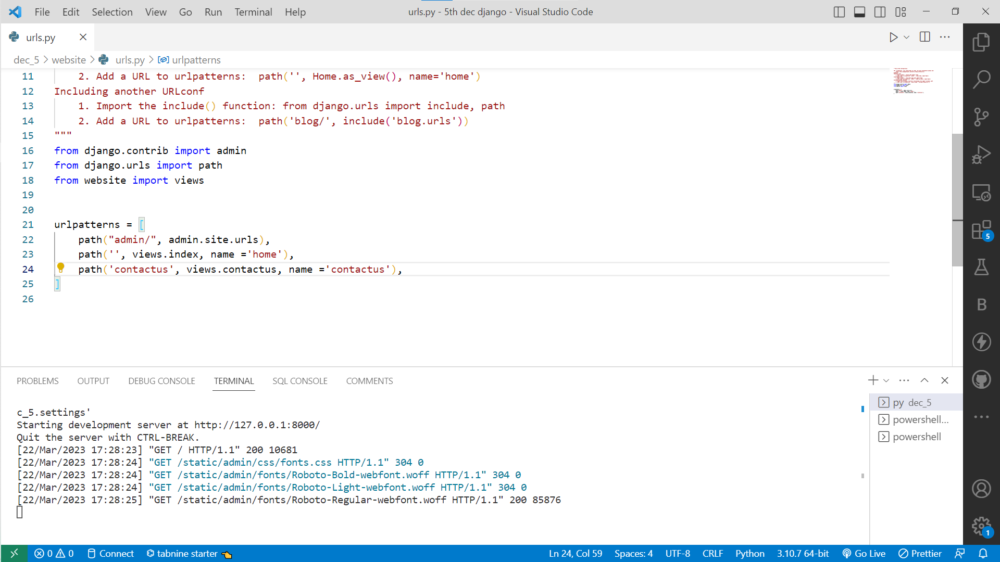 File Edit Selection View Go Run Terminal Help
urls.py - 5th dec django - Visual Studio Code
urls.py
dec_5 > website > urls.py > urlpatterns
11 2. Add a URL to urlpatterns:  path('', Home.as_view(), name='home')
12 Including another URLconf
13 1. Import the include() function: from django.urls import include, path
14 2. Add a URL to urlpatterns:  path('blog/', include('blog.urls'))
15 """
16 from django.contrib import admin
17 from django.urls import path
18 from website import views
19
20
21 urlpatterns = [
22 path("admin/", admin.site.urls),
23 path('', views.index, name ='home'),
24 path('contactus', views.contactus, name ='contactus'),
25 ]
26
5
B
PROBLEMS OUTPUT DEBUG CONSOLE TERMINAL SQL CONSOLE COMMENTS
c_5.settings'
Starting development server at http://127.0.0.1:8000/
Quit the server with CTRL-BREAK.
[22/Mar/2023 17:28:23] "GET / HTTP/1.1" 200 10681
[22/Mar/2023 17:28:24] "GET /static/admin/css/fonts.css HTTP/1.1" 304 0
[22/Mar/2023 17:28:24] "GET /static/admin/fonts/Roboto-Bold-webfont.woff HTTP/1.1" 304 0
[22/Mar/2023 17:28:24] "GET /static/admin/fonts/Roboto-Light-webfont.woff HTTP/1.1" 304 0
[22/Mar/2023 17:28:25] "GET /static/admin/fonts/Roboto-Regular-webfont.woff HTTP/1.1" 200 85876
py dec_5
powershell...
powershell
1
0 0 Connect tabnine starter Ln 24, Col 59 Spaces: 4 UTF-8 CRLF Python 3.10.7 64-bit Go Live Prettier